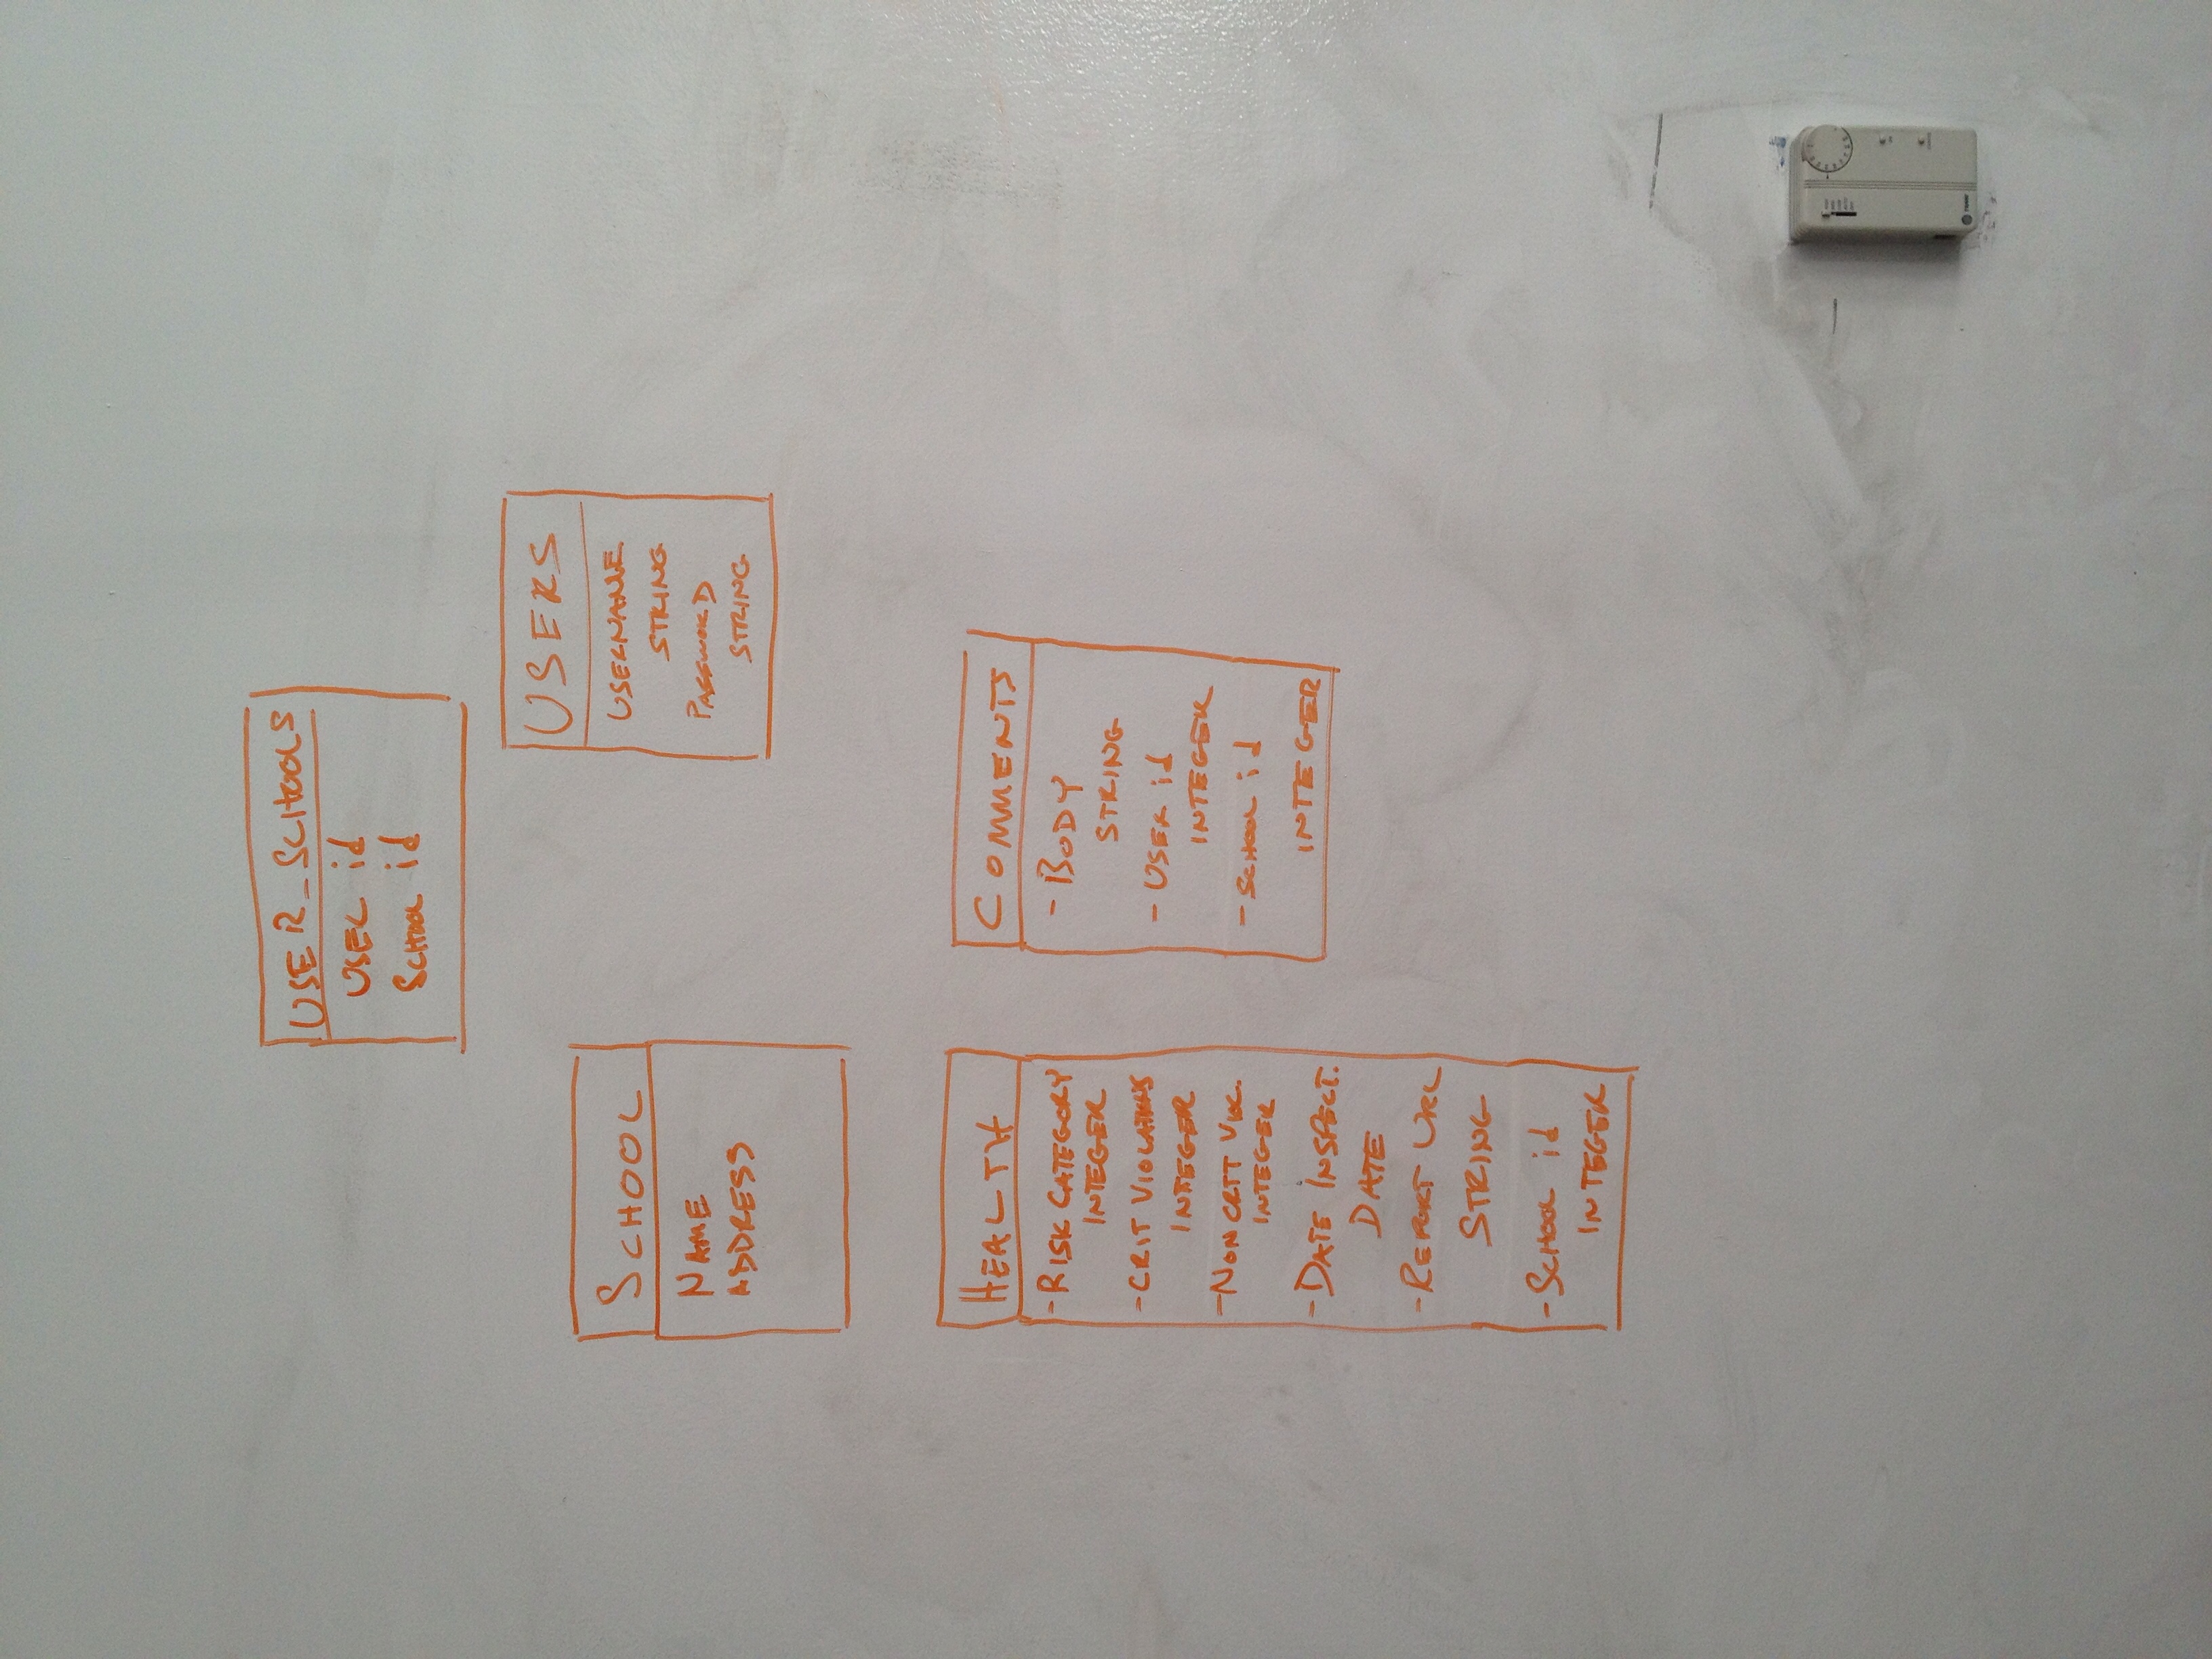 USER_SCHOOLS
USER id
SCHOOL id
USERS
USERNAME
STRING
PASSWORD
STRING
SCHOOL
NAME
ADDRESS
HEALTH
- RISK CATEGORY
INTEGER
- CRIT VIOLATIONS
INTEGER
- NON CRIT VIOL.
INTEGER
- DATE INSPECT.
DATE
- REPORT URL
STRING
- SCHOOL id
INTEGER
COMMENTS
- BODY
STRING
- USER id
INTEGER
- SCHOOL id
INTEGER